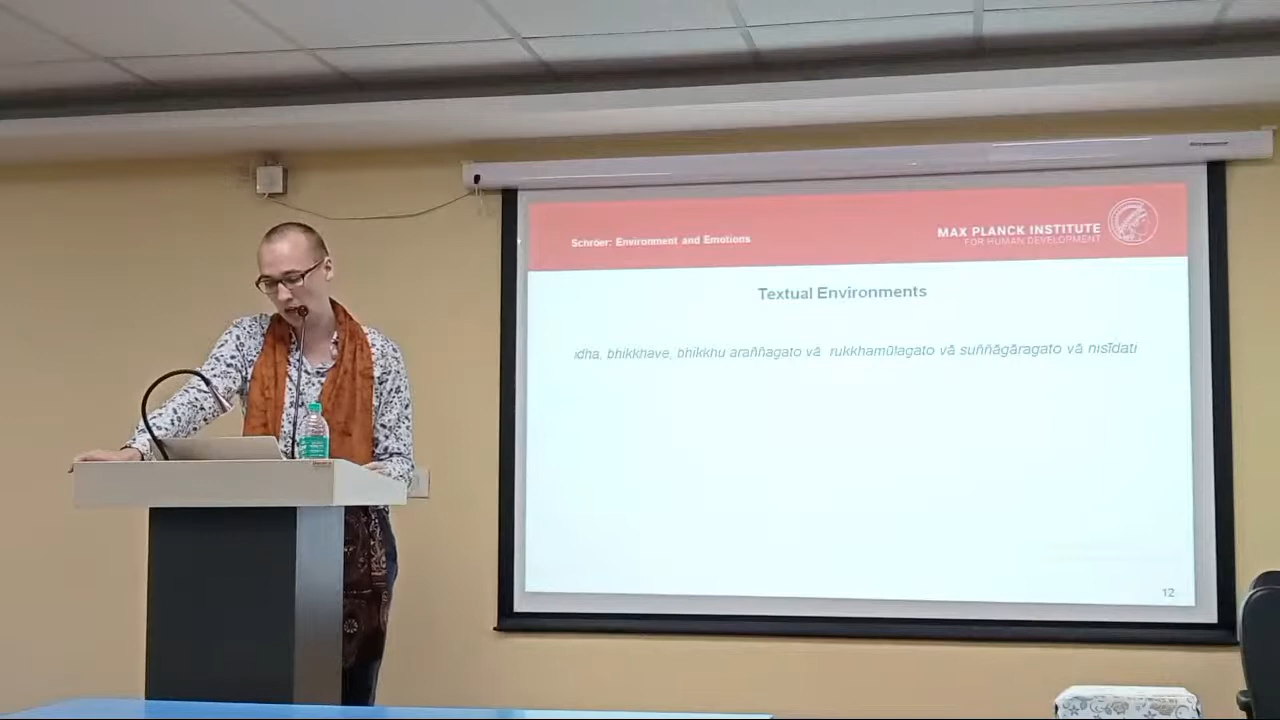 Schröer: Environment and Emotions
MAX PLANCK INSTITUTE
FOR HUMAN DEVELOPMENT
Textual Environments
idha, bhikkhave, bhikkhu araññagato vā rukkhamūlagato vā suññāgāragato vā nisīdati
12